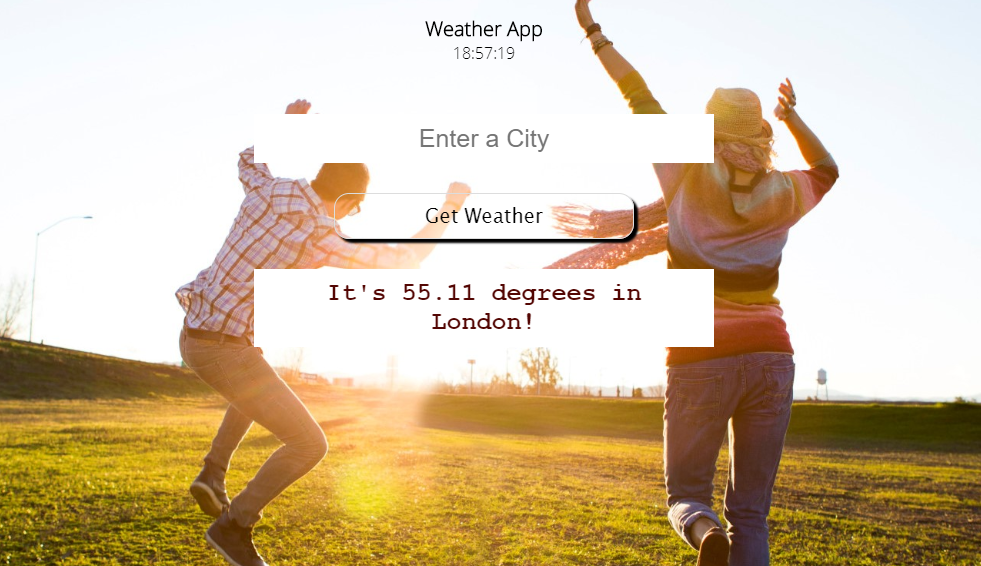 Weather App
18:57:19
Enter a City
Get Weather
It's 55.11 degrees in
London!